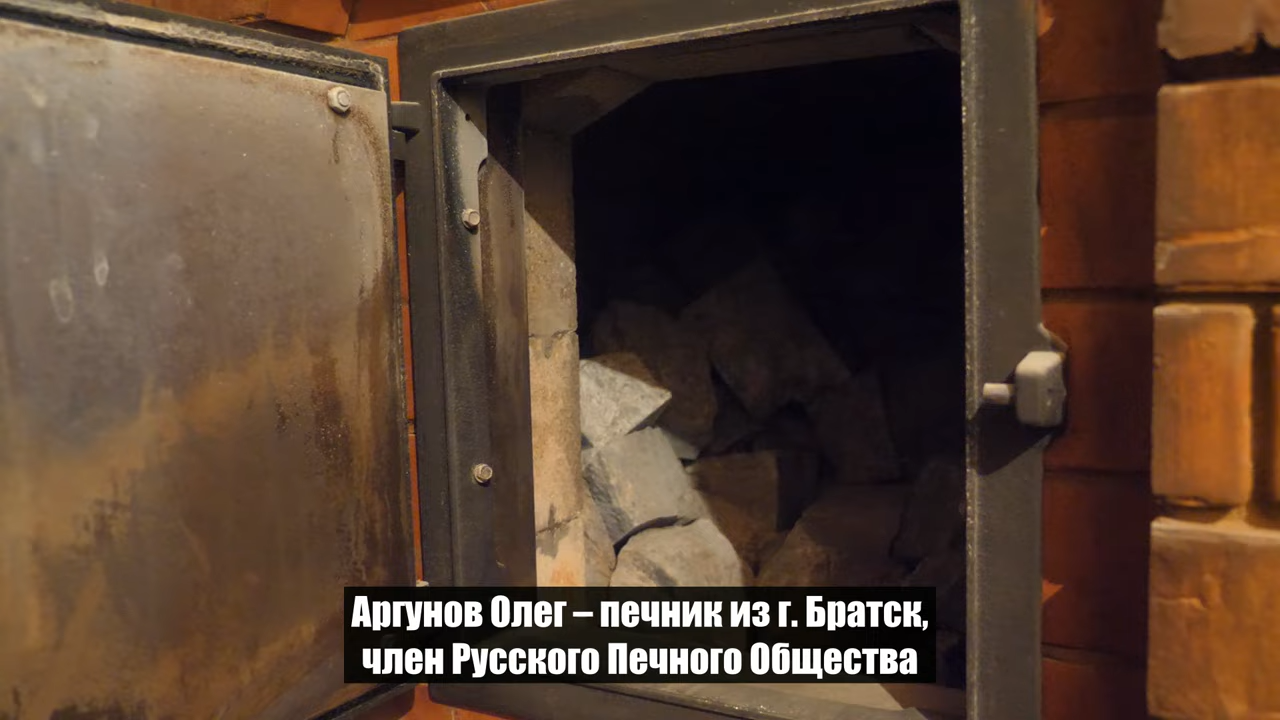 Аргунов Олег – печник из г. Братск,
член Русского Печного Общества